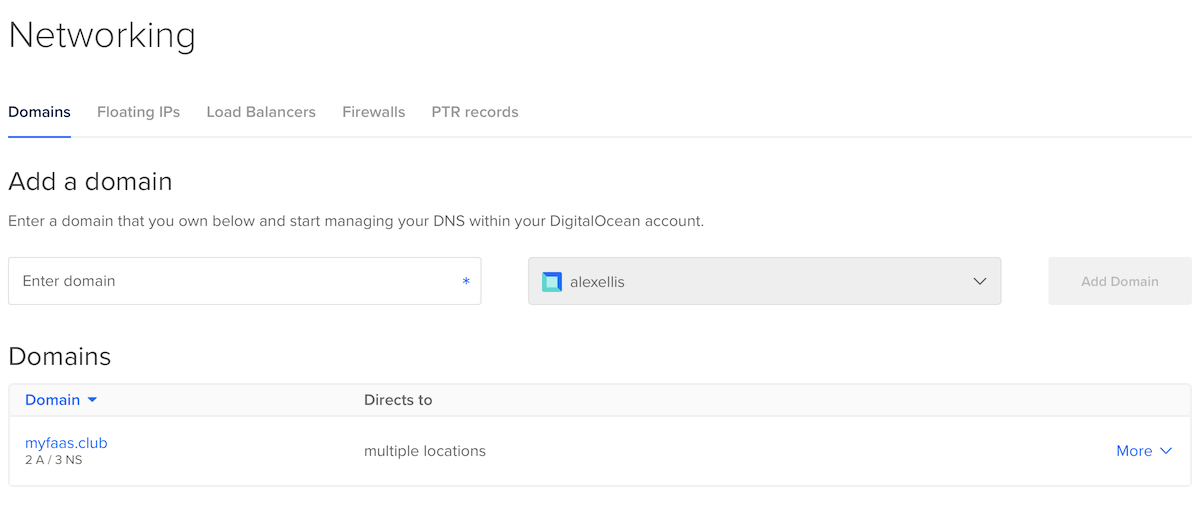 Networking
Domains Floating IPs Load Balancers Firewalls PTR records
Add a domain
Enter a domain that you own below and start managing your DNS within your DigitalOcean account.
Enter domain * alexellis Add Domain
Domains
Domain Directs to
myfaas.club
2 A / 3 NS
multiple locations More